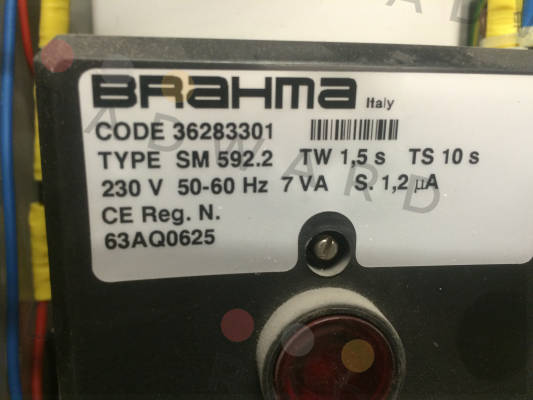 BRAHMA Italy
CODE 36283301
TYPE SM 592.2 TW 1,5 s TS 10 s
230 V 50-60 Hz 7 VA S. 1,2 µA
CE Reg. N.
63AQ0625
ADWARD